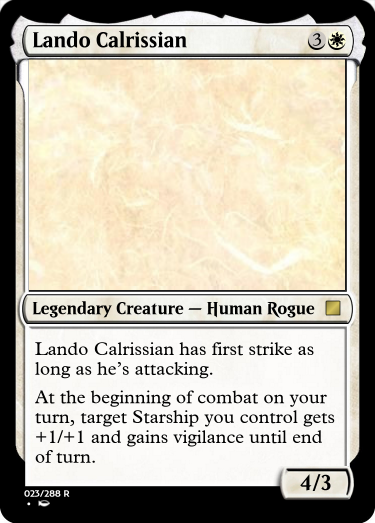 Lando Calrissian 3
Legendary Creature — Human Rogue
Lando Calrissian has first strike as
long as he's attacking.
At the beginning of combat on your
turn, target Starship you control gets
+1/+1 and gains vigilance until end
of turn.
4/3
023/288 R